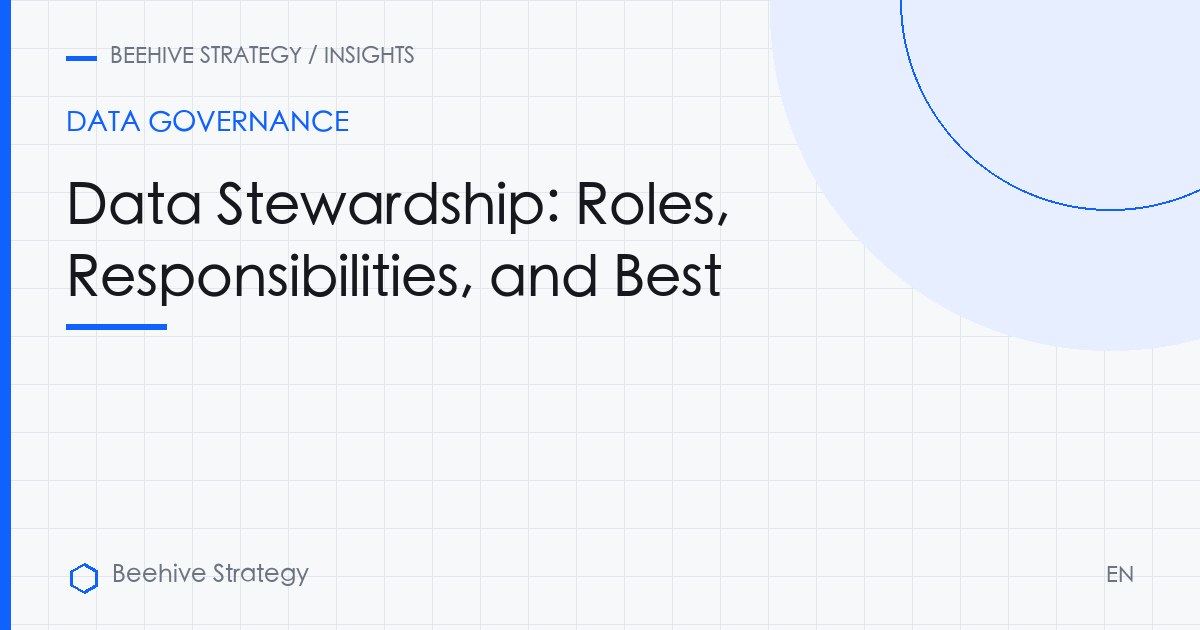 BEEHIVE STRATEGY / INSIGHTS
DATA GOVERNANCE
Data Stewardship: Roles,
Responsibilities, and Best
Beehive Strategy
EN